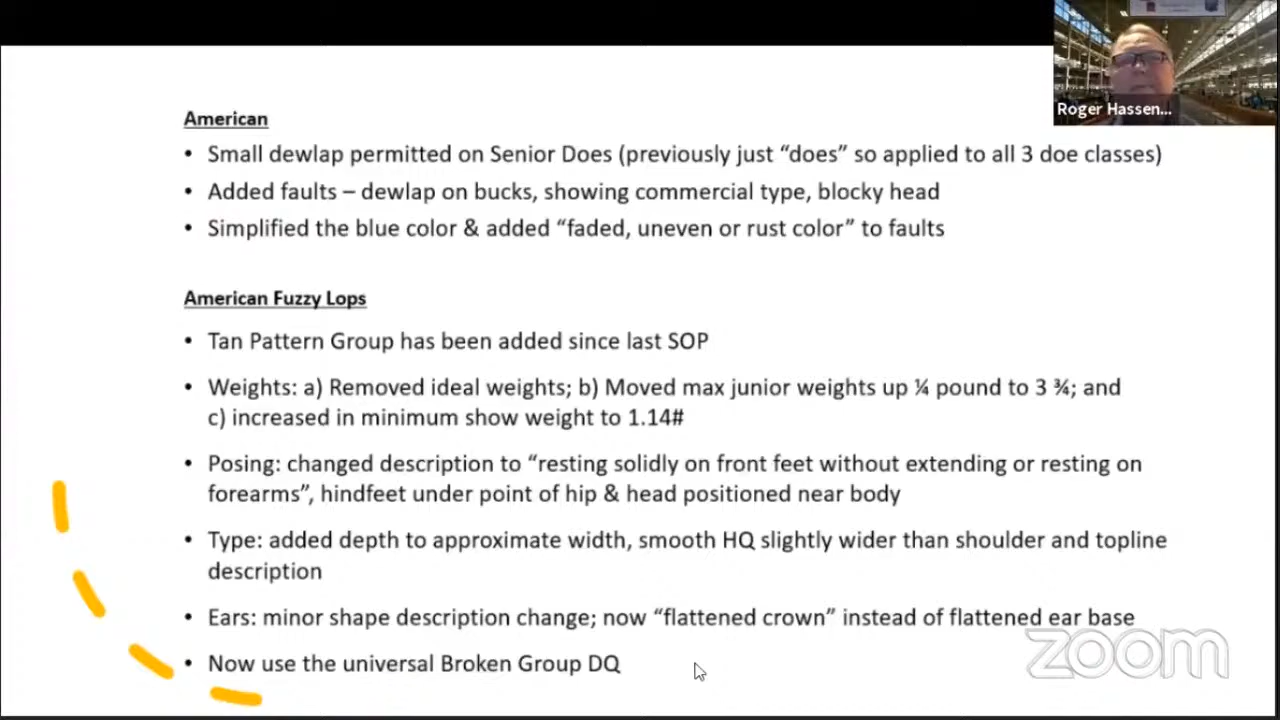 Roger Hassen...
American
• Small dewlap permitted on Senior Does (previously just “does” so applied to all 3 doe classes)
• Added faults – dewlap on bucks, showing commercial type, blocky head
• Simplified the blue color & added “faded, uneven or rust color” to faults
American Fuzzy Lops
• Tan Pattern Group has been added since last SOP
• Weights: a) Removed ideal weights; b) Moved max junior weights up ¼ pound to 3 ¾; and
c) increased in minimum show weight to 1.14#
• Posing: changed description to “resting solidly on front feet without extending or resting on
forearms”, hindfeet under point of hip & head positioned near body
• Type: added depth to approximate width, smooth HQ slightly wider than shoulder and topline
description
• Ears: minor shape description change; now “flattened crown” instead of flattened ear base
• Now use the universal Broken Group DQ
zoom